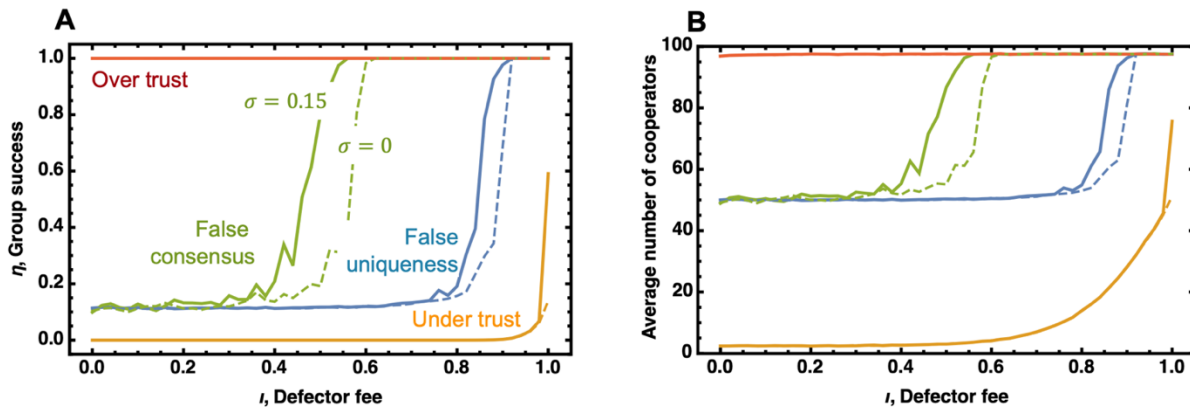 A
1.0
0.8
0.6
0.4
0.2
0.0
η, Group success
Over trust
σ = 0.15
σ = 0
False
consensus
False
uniqueness
Under trust
0.0 0.2 0.4 0.6 0.8 1.0
ι, Defector fee
B
100
80
60
40
20
0
Average number of cooperators
0.0 0.2 0.4 0.6 0.8 1.0
ι, Defector fee